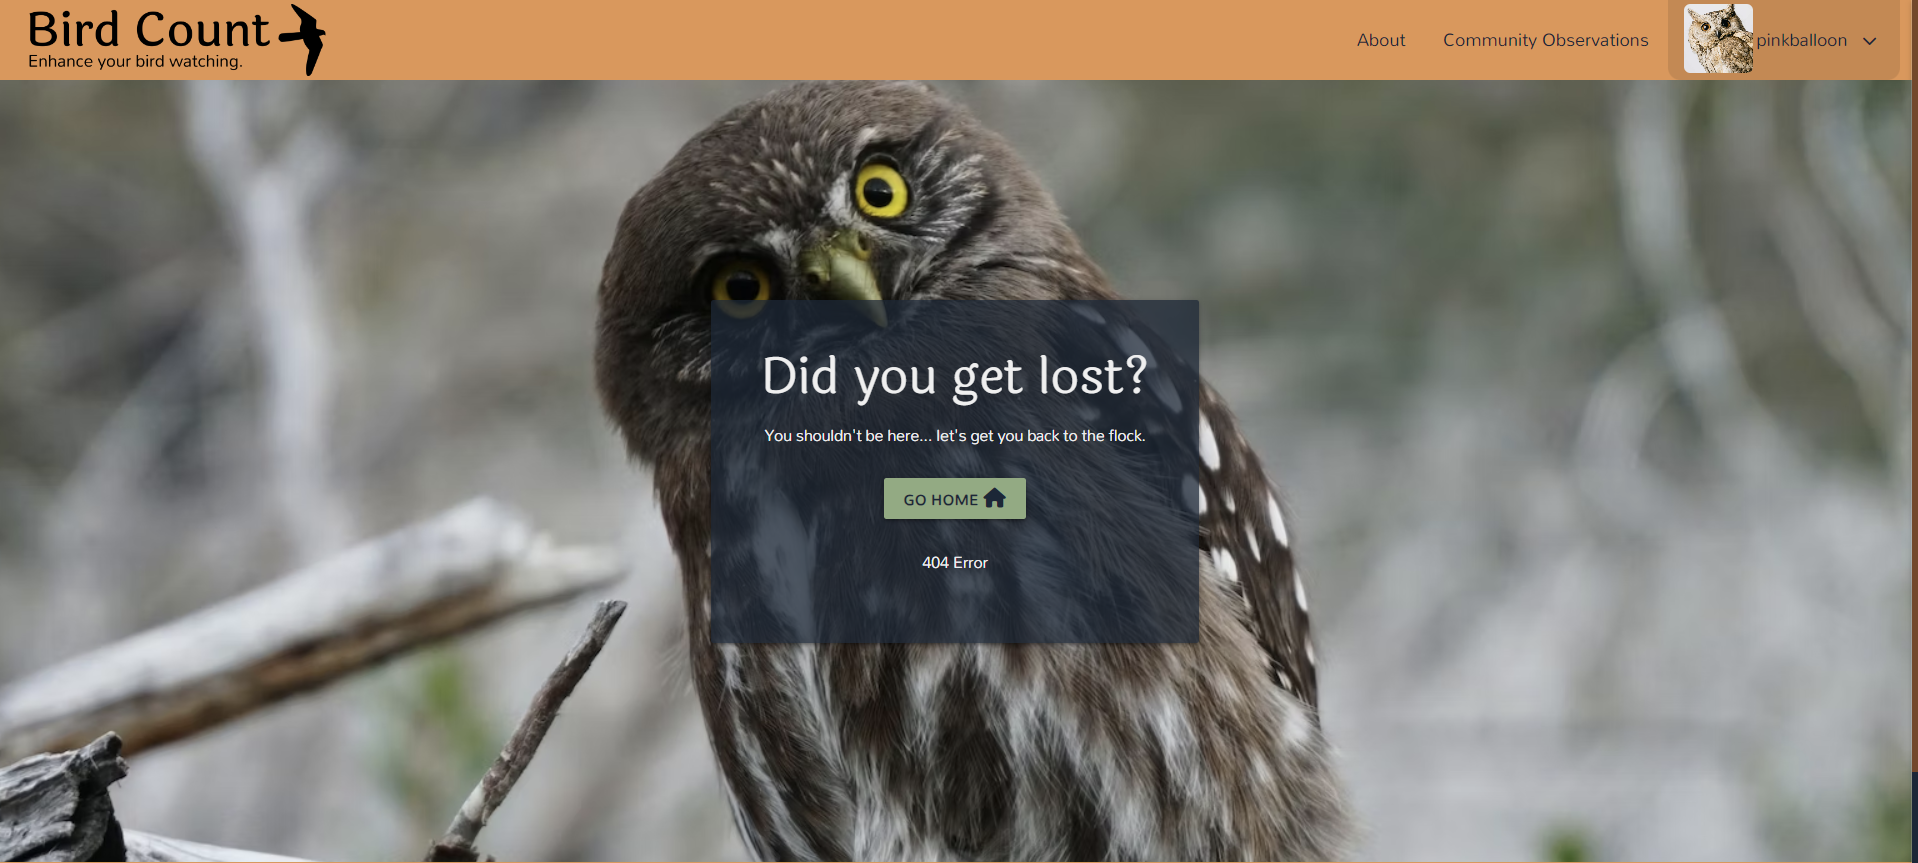 Bird Count
Enhance your bird watching.
About
Community Observations
pinkballoon
Did you get lost?
You shouldn't be here... let's get you back to the flock.
GO HOME
404 Error